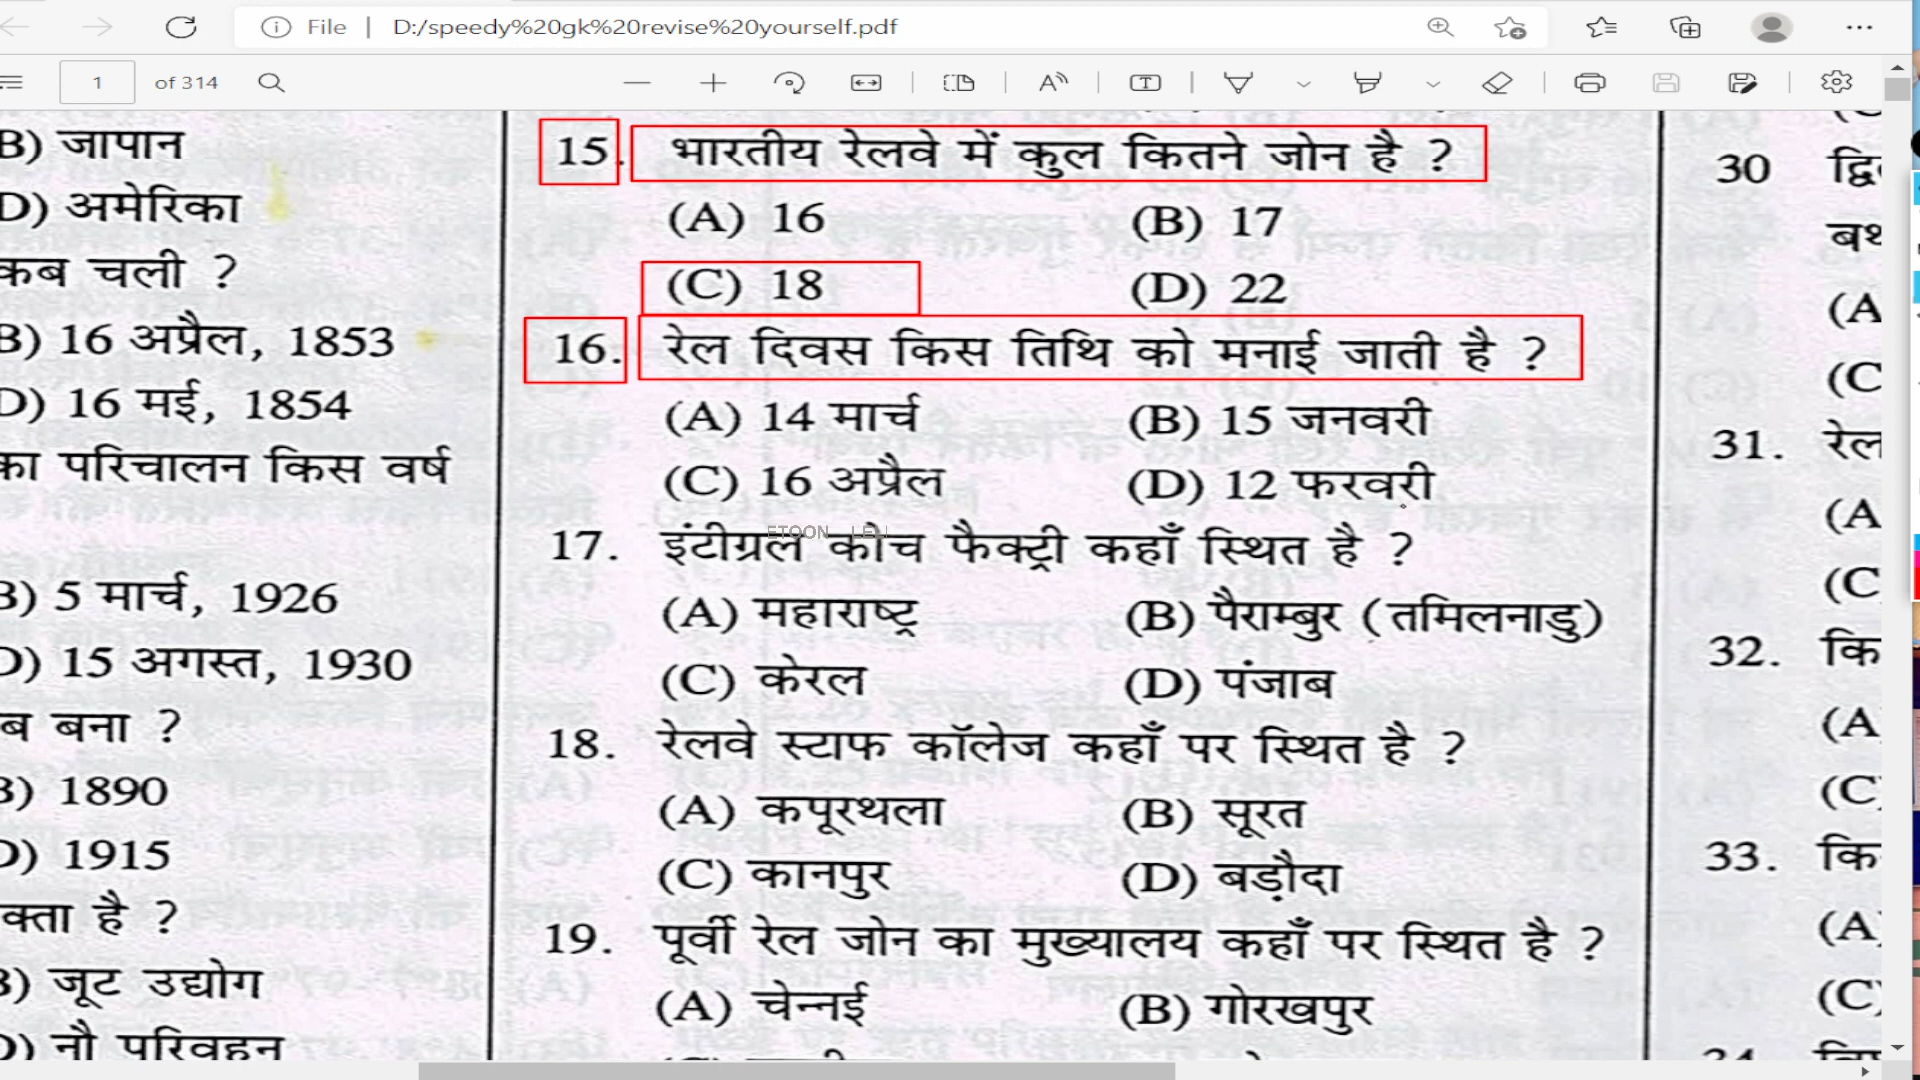 File | D:/speedy%20gk%20revise%20yourself.pdf
1 of 314
B) जापान
D) अमेरिका
कब चली ?
B) 16 अप्रैल, 1853
D) 16 मई, 1854
का परिचालन किस वर्ष
B) 5 मार्च, 1926
D) 15 अगस्त, 1930
ब बना ?
B) 1890
D) 1915
क्ता है ?
B) जूट उद्योग
D) नौ परिवहन
15. भारतीय रेलवे में कुल कितने जोन है ?
(A) 16 (B) 17
(C) 18 (D) 22
16. रेल दिवस किस तिथि को मनाई जाती है ?
(A) 14 मार्च (B) 15 जनवरी
(C) 16 अप्रैल (D) 12 फरवरी
17. इंटीग्रल कोच फैक्ट्री कहाँ स्थित है ?
(A) महाराष्ट्र (B) पैराम्बुर (तमिलनाडु)
(C) केरल (D) पंजाब
18. रेलवे स्टाफ कॉलेज कहाँ पर स्थित है ?
(A) कपूरथला (B) सूरत
(C) कानपुर (D) बड़ौदा
19. पूर्वी रेल जोन का मुख्यालय कहाँ पर स्थित है ?
(A) चेन्नई (B) गोरखपुर
30
(A
(C
31. रेल
(A
(C
32. कि
(A
(C)
33. कि
(A)
(C)